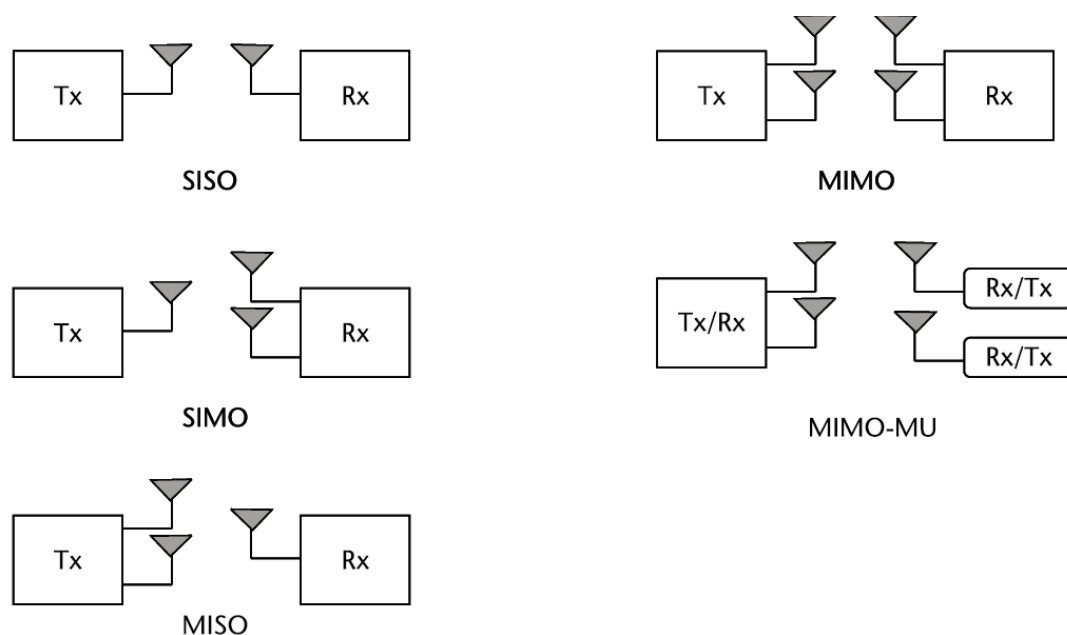 Tx
Rx
SISO
Tx
Rx
MIMO
Tx
Rx
SIMO
Tx/Rx
Rx/Tx
Rx/Tx
MIMO-MU
Tx
Rx
MISO